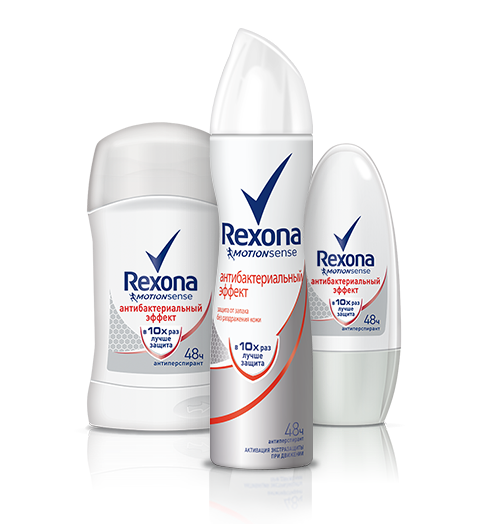 Rexona
MOTIONsense
антибактериальный
эффект
в 10x раз
лучше
защита
48ч
антиперспирант
Rexona
MOTIONsense
антибактериальный
эффект
защита от запаха
без раздражения кожи
в 10x раз
лучше
защита
48ч
антиперспирант
АКТИВАЦИЯ ЭКСТРАЗАЩИТЫ
ПРИ ДВИЖЕНИИ
Rexona
MOTIONsense
антибактериальный
эффект
в 10x раз
лучше
защита
48ч
антиперспирант